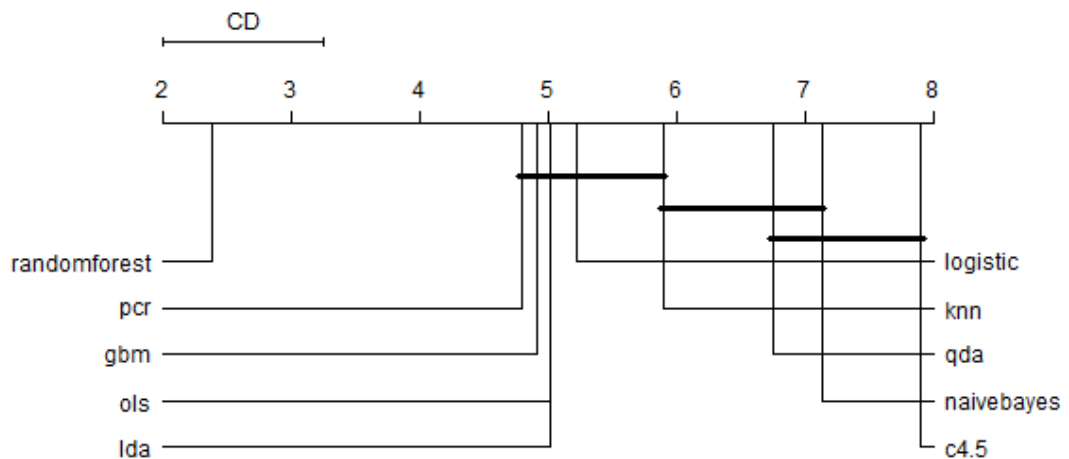 CD
2 3 4 5 6 7 8
randomforest logistic
pcr knn
gbm qda
ols naivebayes
lda c4.5